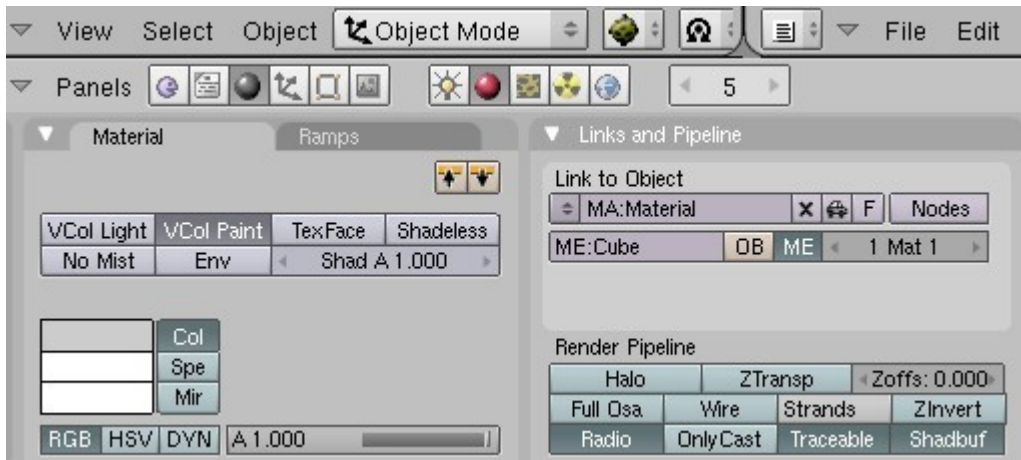 View Select Object Object Mode File Edit
Panels 5
Material Ramps
VCol Light VCol Paint TexFace Shadeless
No Mist Env Shad A 1.000
Col
Spe
Mir
RGB HSV DYN A 1.000
Links and Pipeline
Link to Object
MA:Material X F Nodes
ME:Cube OB ME 1 Mat 1
Render Pipeline
Halo ZTransp Zoffs: 0.000
Full Osa Wire Strands ZInvert
Radio OnlyCast Traceable Shadbuf